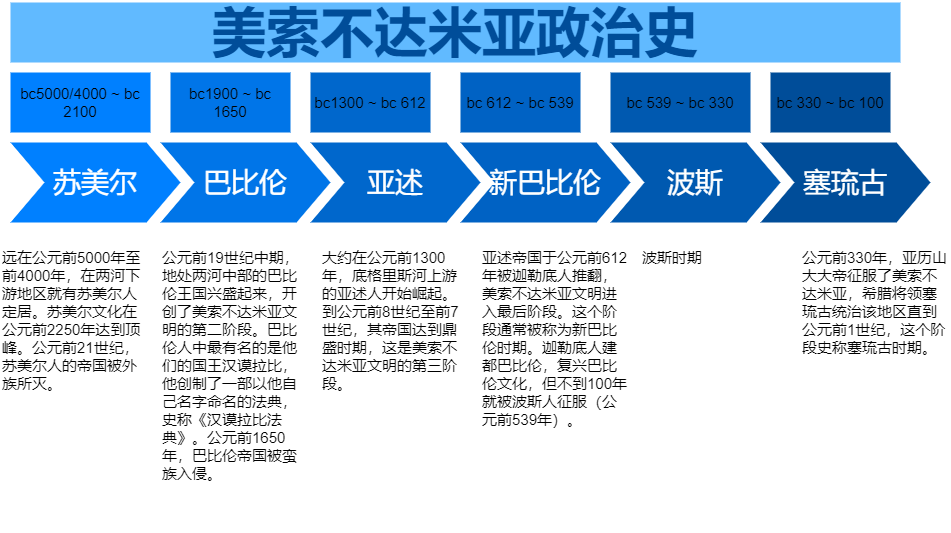 美索不达米亚政治史
bc5000/4000 ~ bc
2100
bc1900 ~ bc
1650
bc1300 ~ bc 612
bc 612 ~ bc 539
bc 539 ~ bc 330
bc 330 ~ bc 100
苏美尔
巴比伦
亚述
新巴比伦
波斯
塞琉古
远在公元前5000年至
前4000年，在两河下
游地区就有苏美尔人
定居。苏美尔文化在
公元前2250年达到顶
峰。公元前21世纪，
苏美尔人的帝国被外
族所灭。
公元前19世纪中期，
地处两河中部的巴比
伦王国兴盛起来，开
创了美索不达米亚文
明的第二阶段。巴比
伦人中最有名的是他
们的国王汉谟拉比，
他创制了一部以他自
己名字命名的法典，
史称《汉谟拉比法
典》。公元前1650
年，巴比伦帝国被蛮
族入侵。
大约在公元前1300
年，底格里斯河上游
的亚述人开始崛起。
到公元前8世纪至前7
世纪，其帝国达到鼎
盛时期，这是美索不
达米亚文明的第三阶
段。
亚述帝国于公元前612
年被迦勒底人推翻，
美索不达米亚文明进
入最后阶段。这个阶
段通常被称为新巴比
伦时期。迦勒底人建
都巴比伦，复兴巴比
伦文化，但不到100年
就被波斯人征服（公
元前539年）。
波斯时期
公元前330年，亚历山
大大帝征服了美索不
达米亚，希腊将领塞
琉古统治该地区直到
公元前1世纪，这个阶
段史称塞琉古时期。